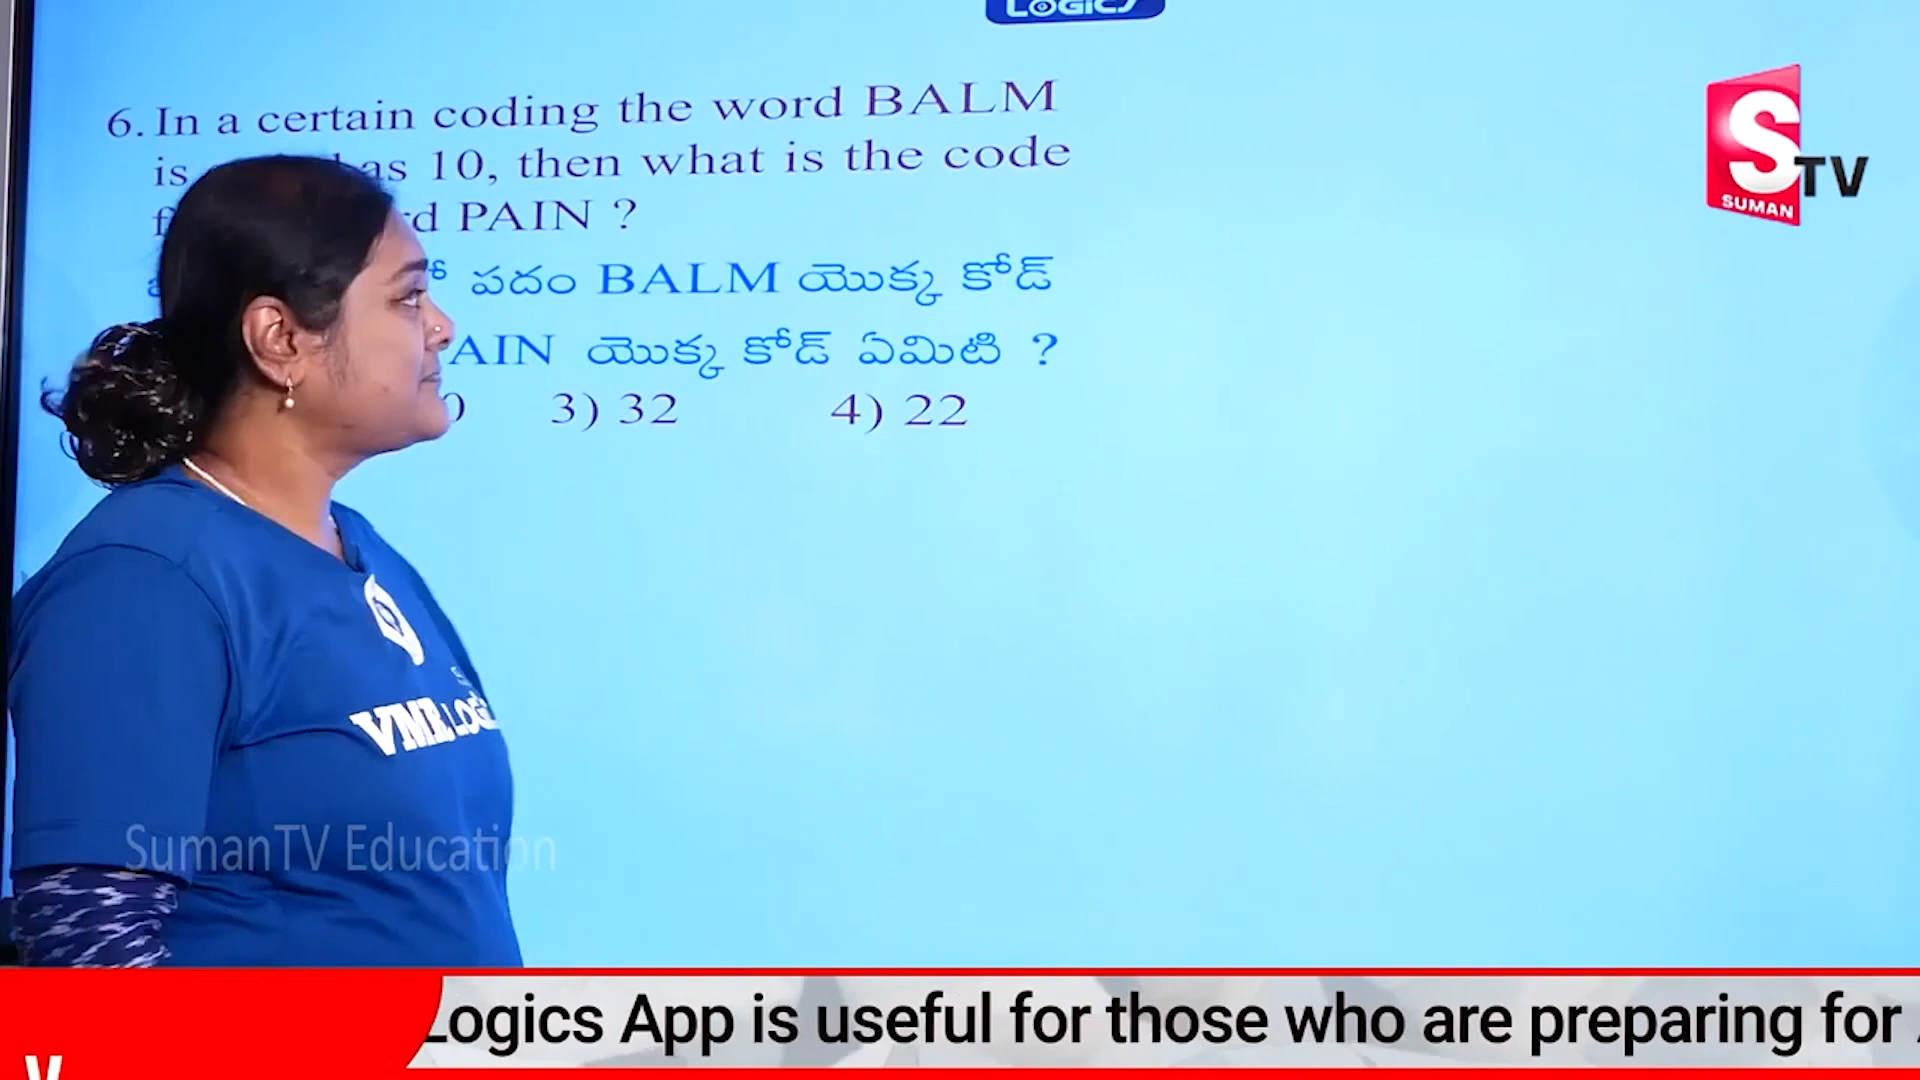 LOGICS
6. In a certain coding the word BALM
is as 10, then what is the code
PAIN ?
పదం BALM యొక్క కోడ్
యొక్క కోడ్ ఏమిటి ?
3) 32 4) 22
S TV
SUMAN
VMR LOGICS
SumanTV Education
Logics App is useful for those who are preparing for